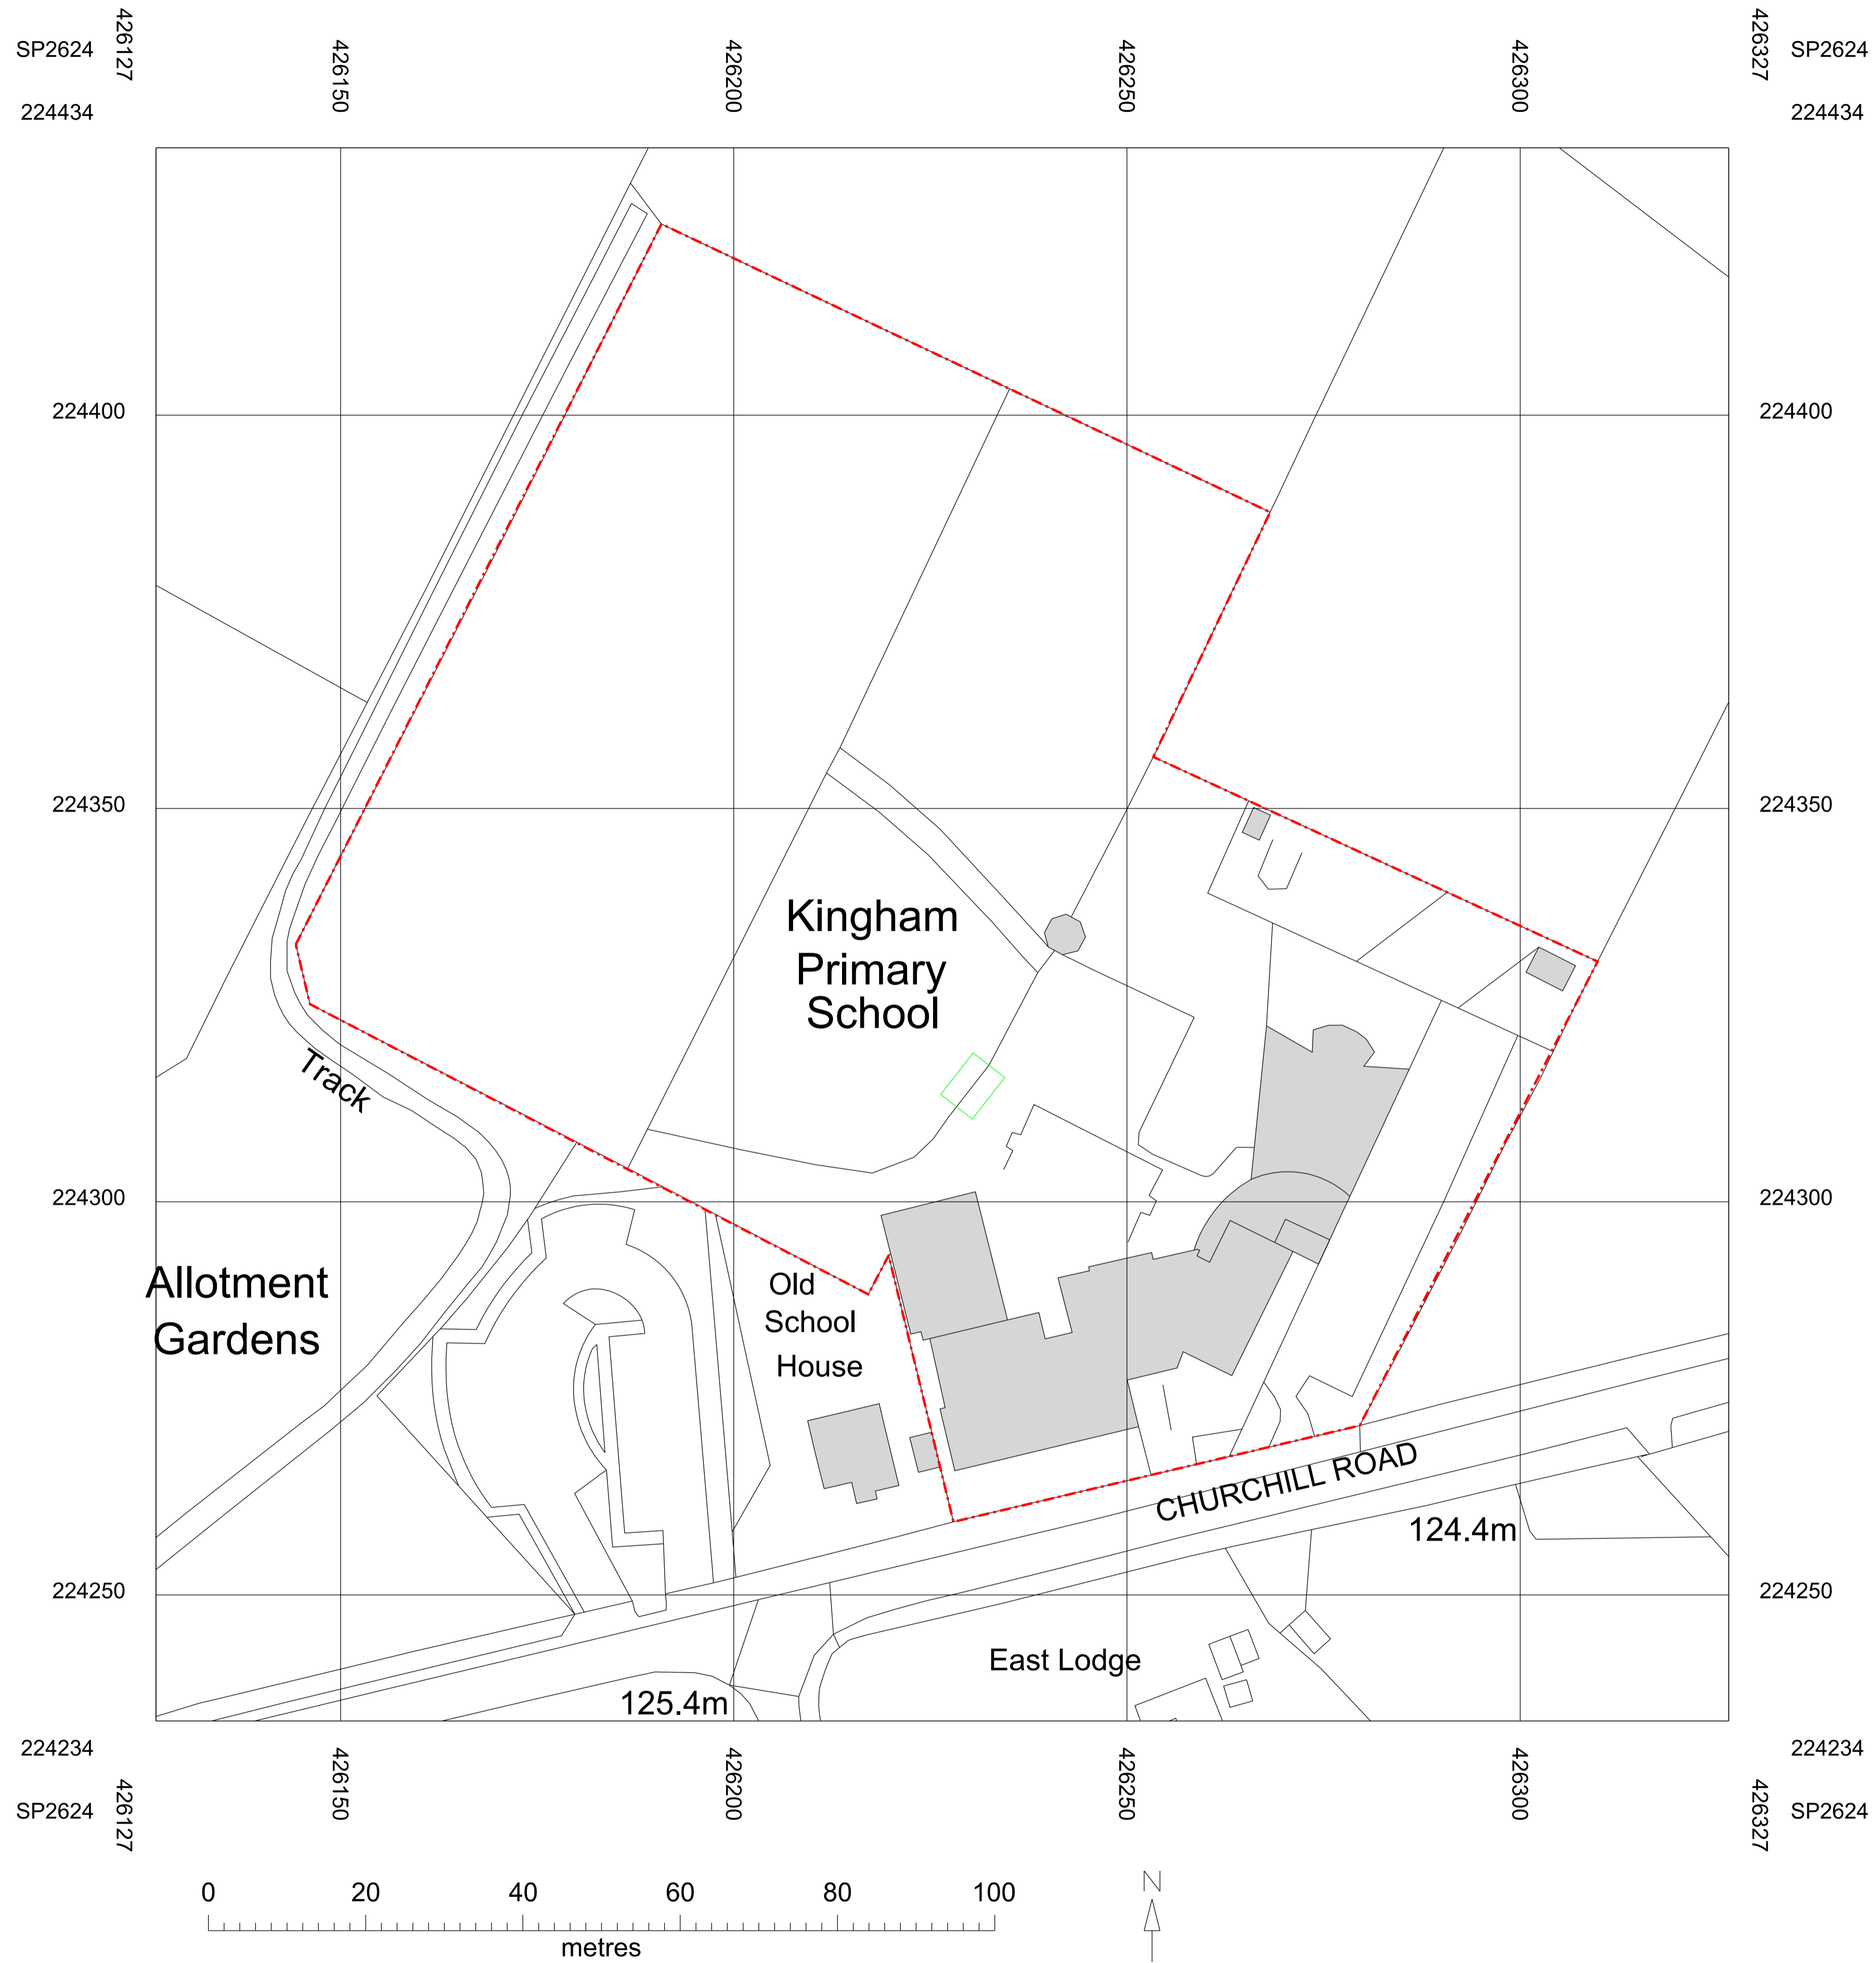 426127
426327
SP2624
426150
426200
426250
426300
SP2624
224434
224434
224400
224400
224350
224350
Kingham
Primary
School
Track
224300
224300
Allotment
Gardens
Old
School
House
CHURCHILL ROAD
124.4m
224250
224250
East Lodge
125.4m
224234
224234
426150
426200
426250
426300
SP2624
426127
426327
SP2624
0 20 40 60 80 100
metres
N